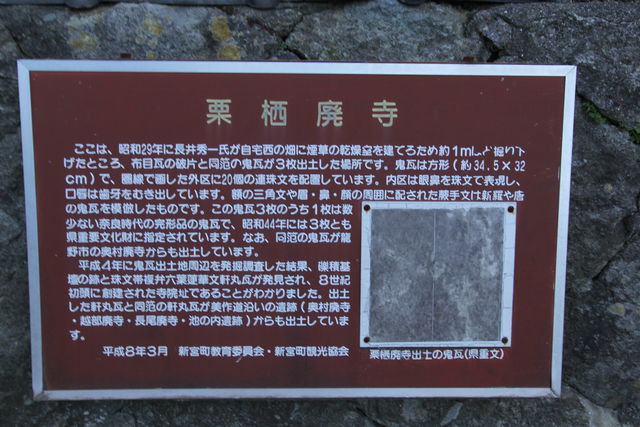 栗栖廃寺
ここは、昭和29年に長井秀一氏が自宅西の畑に煙草の乾燥室を建てるため約1mほど掘り下
げたところ、布目瓦の破片と同笵の鬼瓦が3枚出土した場所です。鬼瓦は方形(約34.5×32
cm)で、圏線で画した外区に20個の連珠文を配置しています。内区は眼鼻を珠文で表現し、
口唇は歯牙をむき出しています。額の三角文や眉・鼻・顔の周囲に配された蕨手文は新羅や唐
の鬼瓦を模倣したものです。この鬼瓦3枚のうち1枚は数
少ない奈良時代の完形品の鬼瓦で、昭和44年には3枚とも
県重要文化財に指定されています。なお、同笵の鬼瓦が龍
野市の奥村廃寺からも出土しています。
平成4年に鬼瓦出土地周辺を発掘調査した結果、礫積基
壇の跡と珠文帯複弁六葉蓮華文軒丸瓦が発見され、8世紀
初頭に創建された寺院址であることがわかりました。出土
した軒丸瓦と同笵の軒丸瓦が美作道沿いの遺跡(奥村廃寺
・越部廃寺・長尾廃寺・池の内遺跡)からも出土していま
す。
平成8年3月 新宮町教育委員会・新宮町観光協会
栗栖廃寺出土の鬼瓦(県重文)